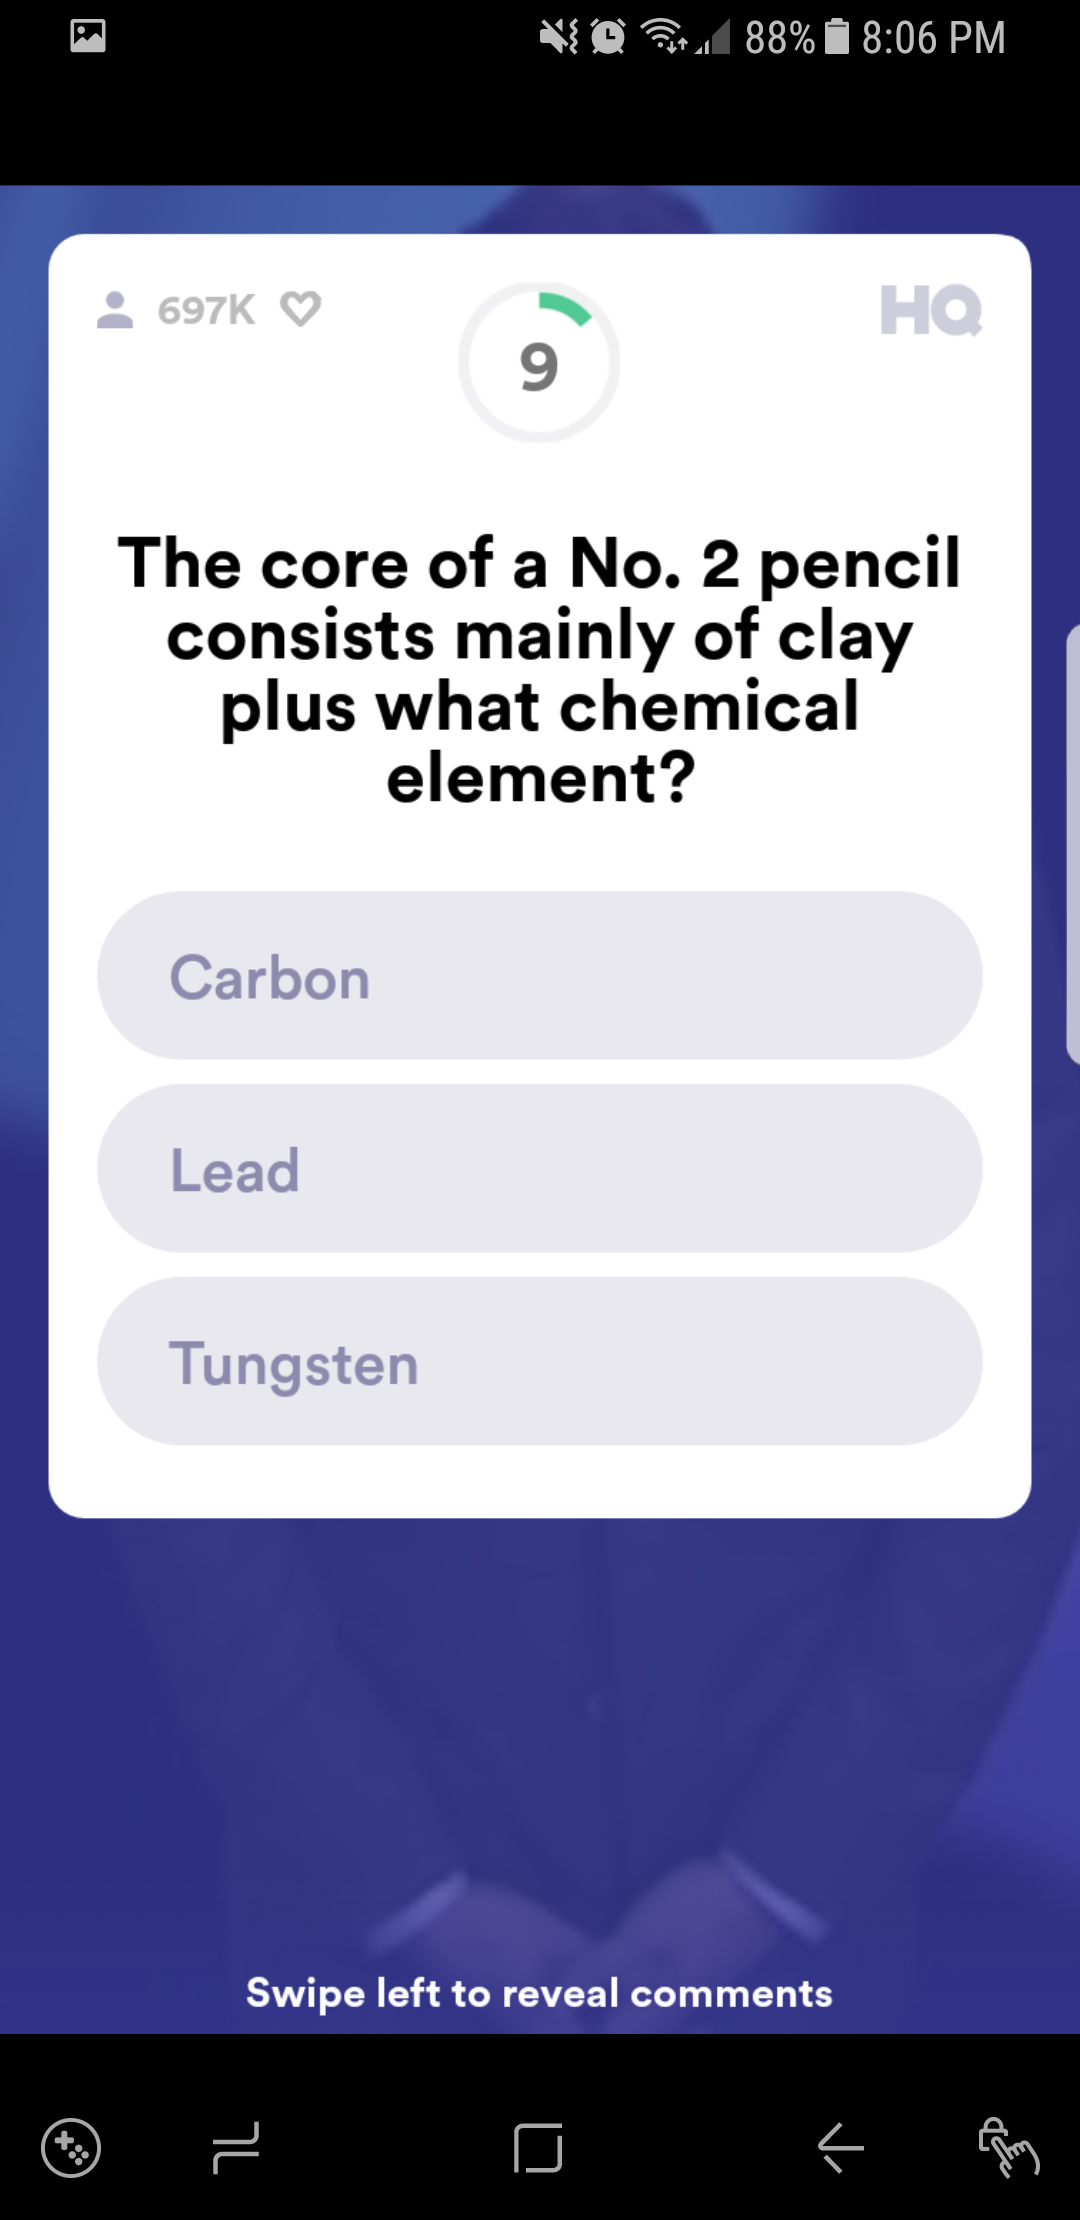 88% 8:06 PM
697K
HQ
9
The core of a No. 2 pencil
consists mainly of clay
plus what chemical
element?
Carbon
Lead
Tungsten
Swipe left to reveal comments